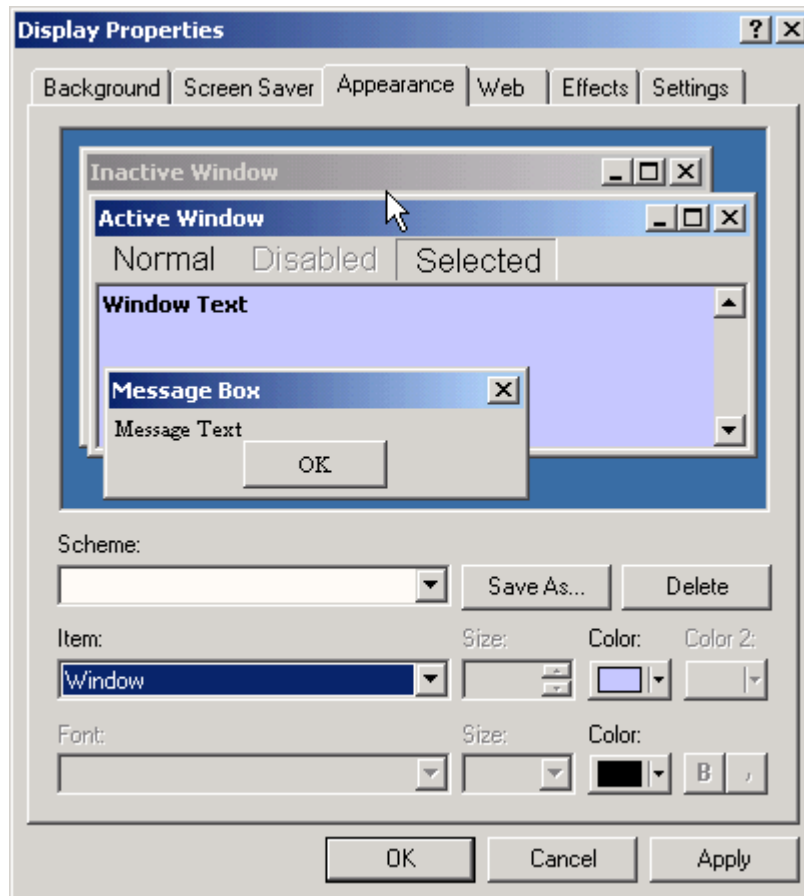 Display Properties
Background Screen Saver Appearance Web Effects Settings
Inactive Window
Active Window
Normal Disabled Selected
Window Text
Message Box
Message Text
OK
Scheme:
Save As... Delete
Item: Size: Color: Color 2:
Window
Font: Size: Color:
B
OK Cancel Apply